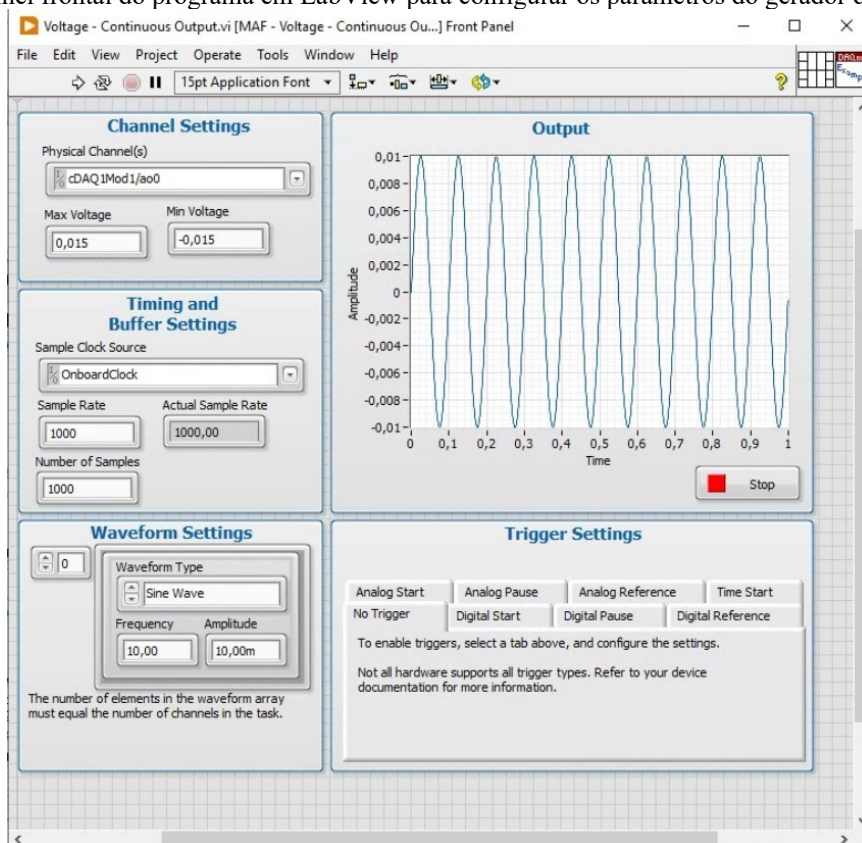 frontal do programa em LabView para configurar os parâmetros do gerador
Voltage - Continuous Output.vi [MAF - Voltage - Continuous Ou...] Front Panel
File Edit View Project Operate Tools Window Help
15pt Application Font
Channel Settings
Physical Channel(s)
cDAQ1Mod1/ao0
Max Voltage Min Voltage
0,015 -0,015
Timing and
Buffer Settings
Sample Clock Source
OnboardClock
Sample Rate Actual Sample Rate
1000 1000,00
Number of Samples
1000
Waveform Settings
0
Waveform Type
Sine Wave
Frequency Amplitude
10,00 10,00m
The number of elements in the waveform array
must equal the number of channels in the task.
Output
Amplitude
0,01
0,008
0,006
0,004
0,002
0
-0,002
-0,004
-0,006
-0,008
-0,01
0 0,1 0,2 0,3 0,4 0,5 0,6 0,7 0,8 0,9 1
Time
Stop
Trigger Settings
Analog Start Analog Pause Analog Reference Time Start
No Trigger Digital Start Digital Pause Digital Reference
To enable triggers, select a tab above, and configure the settings.
Not all hardware supports all trigger types. Refer to your device
documentation for more information.